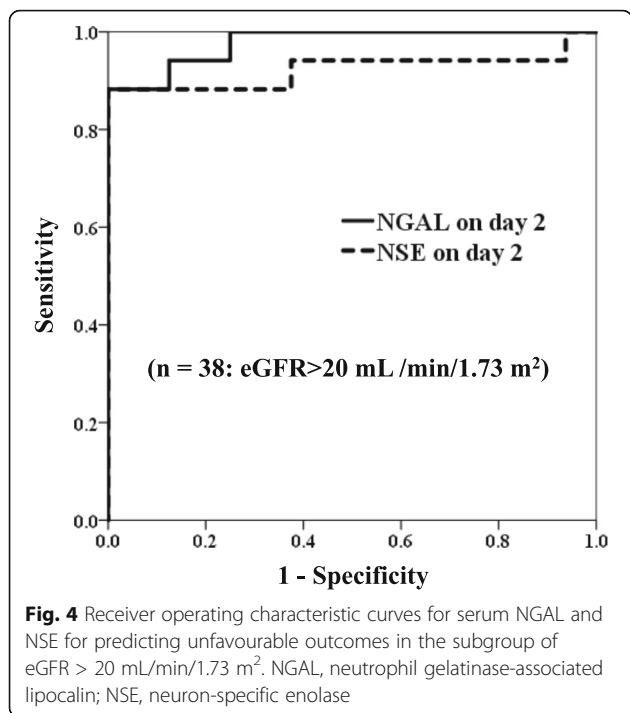 1.0
0.8
0.6
0.4
0.2
0.0
Sensitivity
NGAL on day 2
NSE on day 2
(n = 38: eGFR>20 mL /min/1.73 m²)
0.0 0.2 0.4 0.6 0.8 1.0
1 - Specificity
Fig. 4 Receiver operating characteristic curves for serum NGAL and
NSE for predicting unfavourable outcomes in the subgroup of
eGFR > 20 mL/min/1.73 m². NGAL, neutrophil gelatinase-associated
lipocalin; NSE, neuron-specific enolase